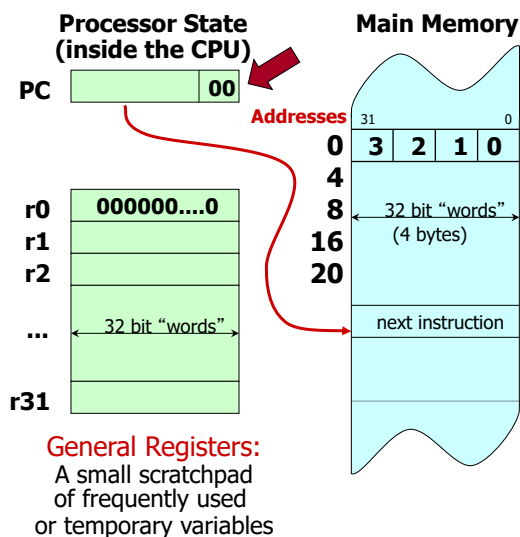 Processor State
(inside the CPU)
Main Memory
PC
00
Addresses
31
0
0
3 2 1 0
4
8
32 bit “words”
(4 bytes)
16
20
next instruction
r0
000000....0
r1
r2
...
32 bit “words”
r31
General Registers:
A small scratchpad
of frequently used
or temporary variables